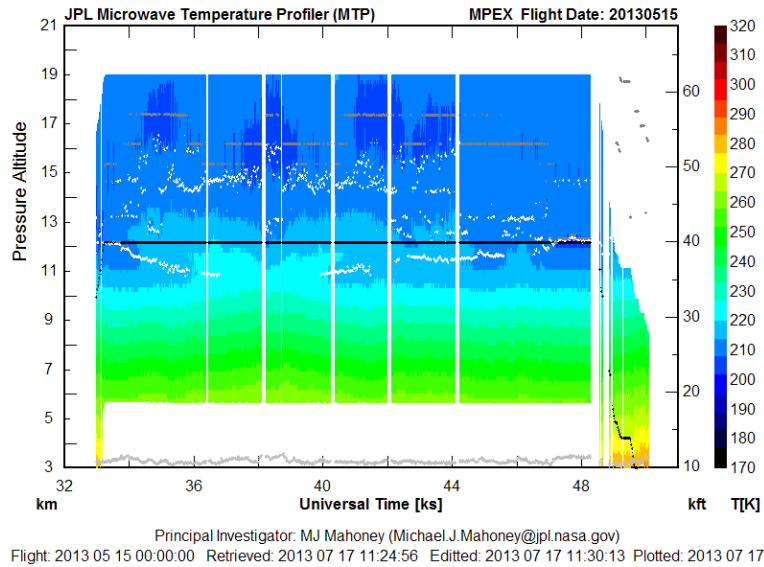 JPL Microwave Temperature Profiler (MTP) MPEX Flight Date: 20130515
21 320
19 310
60 300
17 290
280
15 50 270
260
13 250
40 240
11 230
220
9 30 210
200
7 20 190
5 180
3 10 170
Pressure Altitude
32 36 40 44 48
km Universal Time [ks] kft T[K]
Principal Investigator: MJ Mahoney (Michael.J.Mahoney@jpl.nasa.gov)
Flight: 2013 05 15 00:00:00 Retrieved: 2013 07 17 11:24:56 Editted: 2013 07 17 11:30:13 Plotted: 2013 07 17